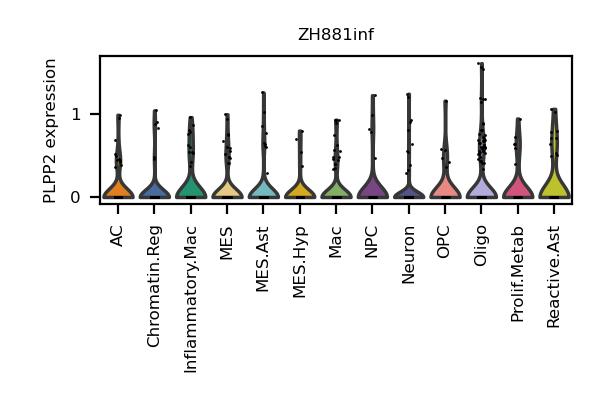 ZH881inf
PLPP2 expression
1
0
AC
Chromatin.Reg
Inflammatory.Mac
MES
MES.Ast
MES.Hyp
Mac
NPC
Neuron
OPC
Oligo
Prolif.Metab
Reactive.Ast